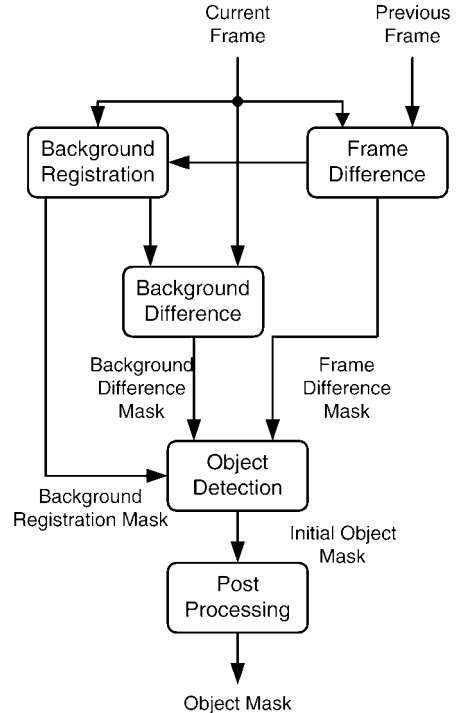 Current
Frame
Previous
Frame
Background
Registration
Frame
Difference
Background
Difference
Background
Difference
Mask
Frame
Difference
Mask
Object
Detection
Background
Registration Mask
Initial Object
Mask
Post
Processing
Object Mask